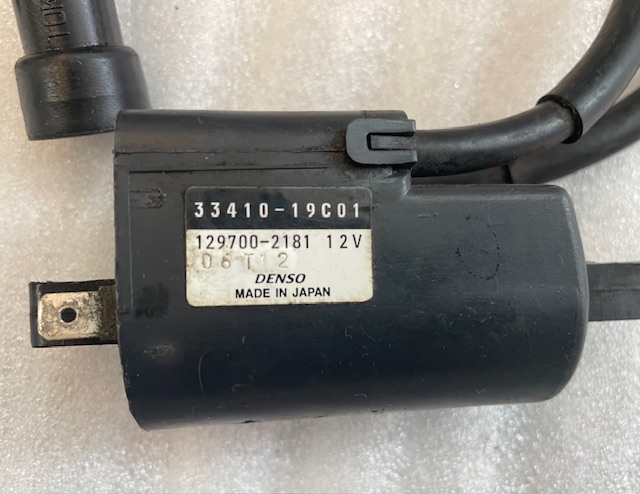 33410-19C01
129700-2181 12V
06T12
DENSO
MADE IN JAPAN